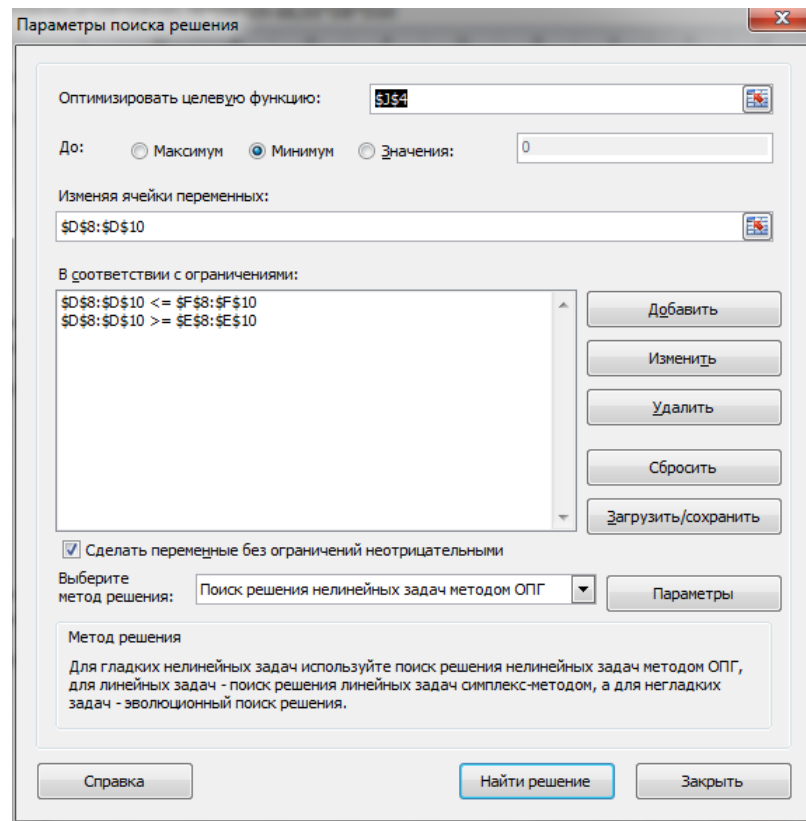 Параметры поиска решения
Оптимизировать целевую функцию: $J$4
До: Максимум Минимум Значения: 0
Изменяя ячейки переменных:
$D$8:$D$10
В соответствии с ограничениями:
$D$8:$D$10 <= $F$8:$F$10
$D$8:$D$10 >= $E$8:$E$10
Добавить
Изменить
Удалить
Сбросить
Загрузить/сохранить
Сделать переменные без ограничений неотрицательными
Выберите
метод решения:
Поиск решения нелинейных задач методом ОПГ
Параметры
Метод решения
Для гладких нелинейных задач используйте поиск решения нелинейных задач методом ОПГ,
для линейных задач - поиск решения линейных задач симплекс-методом, а для негладких
задач - эволюционный поиск решения.
Справка Найти решение Закрыть